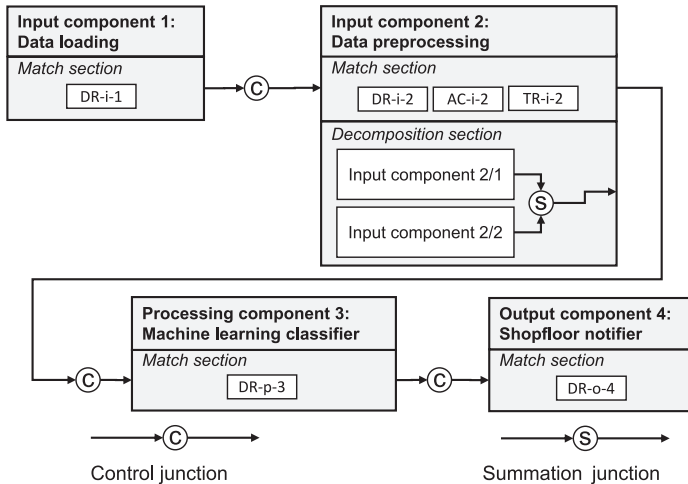 Input component 1:
Data loading
Match section
DR-i-1
C
Input component 2:
Data preprocessing
Match section
DR-i-2 AC-i-2 TR-i-2
Decomposition section
Input component 2/1
S
Input component 2/2
C
Processing component 3:
Machine learning classifier
Match section
DR-p-3
C
Output component 4:
Shopfloor notifier
Match section
DR-o-4
C
Control junction
S
Summation junction